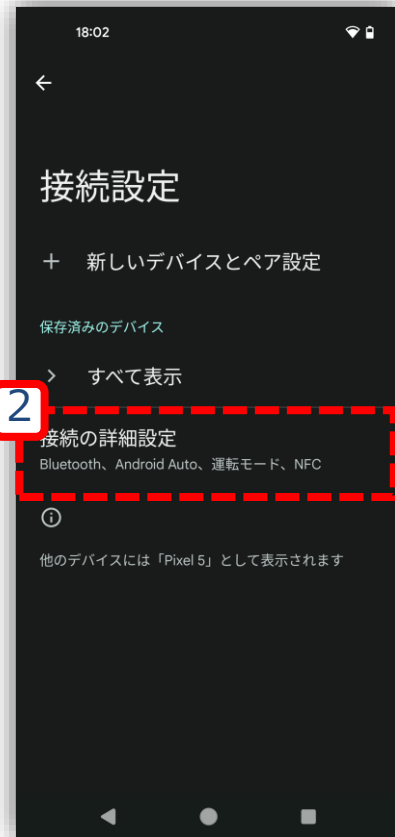 18:02
接続設定
新しいデバイスとペア設定
保存済みのデバイス
すべて表示
2
接続の詳細設定
Bluetooth、Android Auto、運転モード、NFC
他のデバイスには「Pixel 5」として表示されます